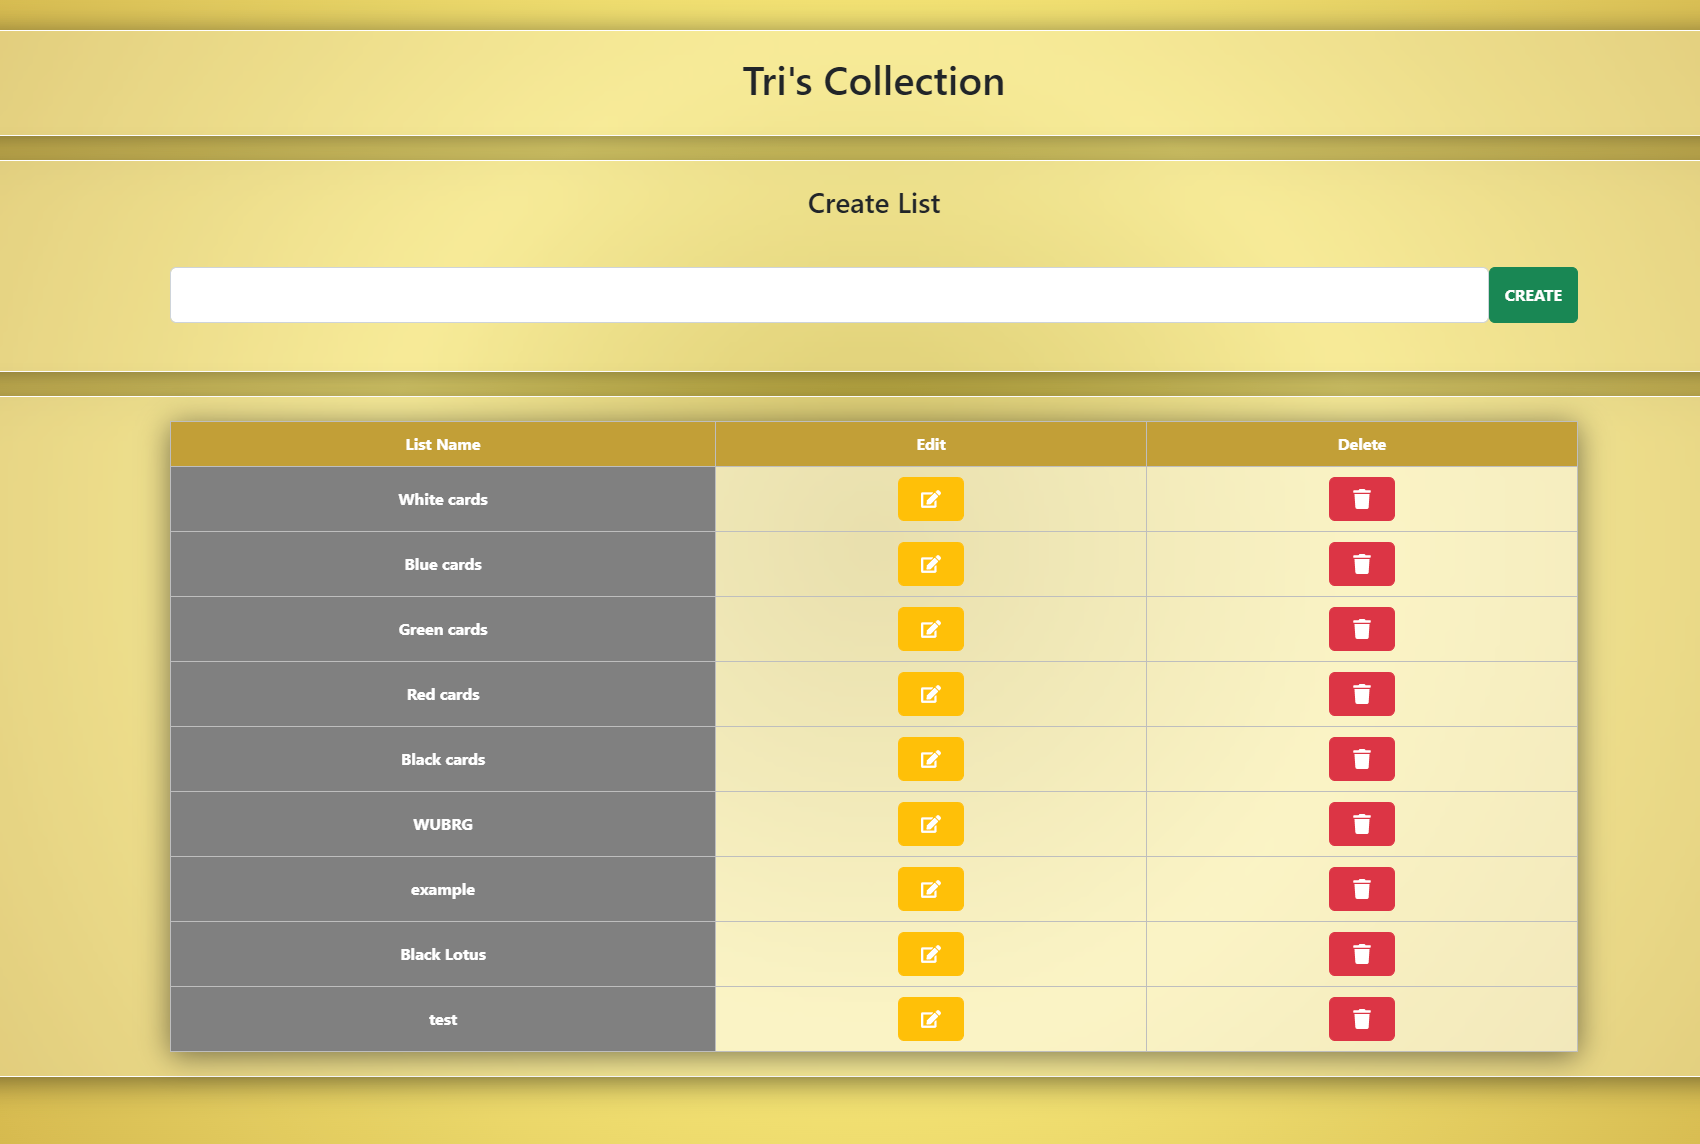 Tri's Collection
Create List
CREATE
List Name Edit Delete
White cards
Blue cards
Green cards
Red cards
Black cards
WUBRG
example
Black Lotus
test